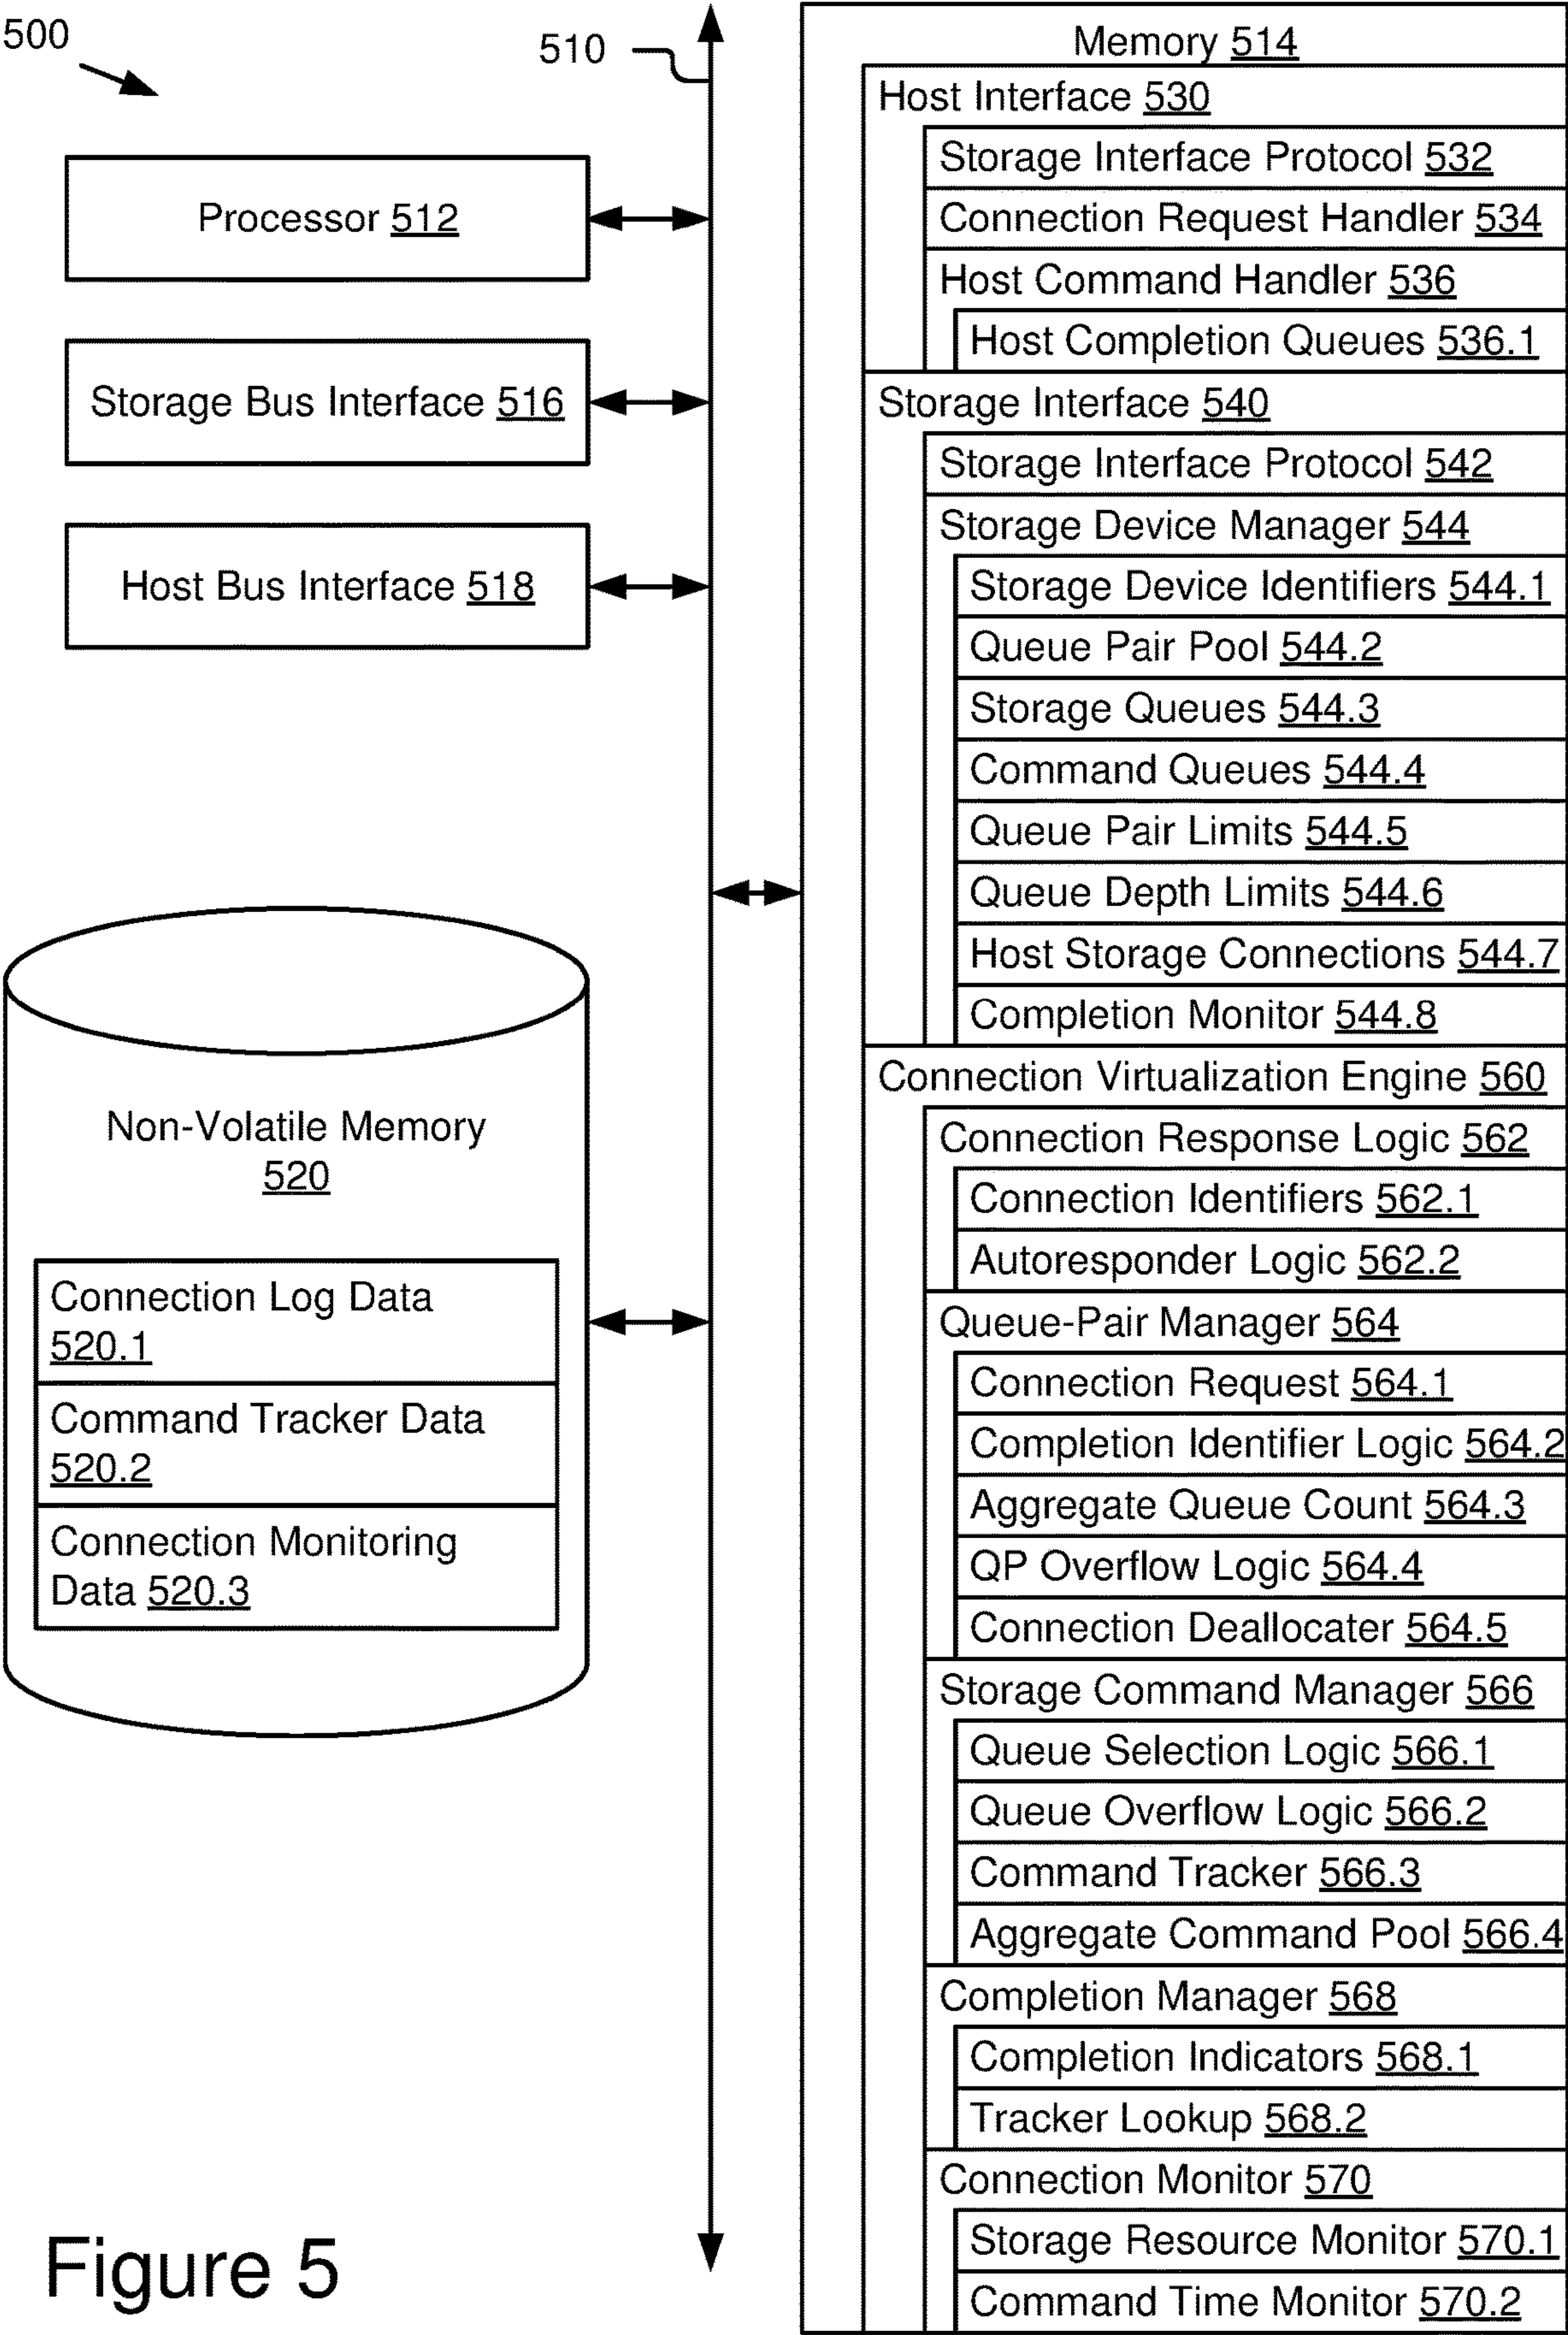 500
510
Processor 512
Storage Bus Interface 516
Host Bus Interface 518
Non-Volatile Memory
520
Connection Log Data
520.1
Command Tracker Data
520.2
Connection Monitoring
Data 520.3
Memory 514
Host Interface 530
Storage Interface Protocol 532
Connection Request Handler 534
Host Command Handler 536
Host Completion Queues 536.1
Storage Interface 540
Storage Interface Protocol 542
Storage Device Manager 544
Storage Device Identifiers 544.1
Queue Pair Pool 544.2
Storage Queues 544.3
Command Queues 544.4
Queue Pair Limits 544.5
Queue Depth Limits 544.6
Host Storage Connections 544.7
Completion Monitor 544.8
Connection Virtualization Engine 560
Connection Response Logic 562
Connection Identifiers 562.1
Autoresponder Logic 562.2
Queue-Pair Manager 564
Connection Request 564.1
Completion Identifier Logic 564.2
Aggregate Queue Count 564.3
QP Overflow Logic 564.4
Connection Deallocater 564.5
Storage Command Manager 566
Queue Selection Logic 566.1
Queue Overflow Logic 566.2
Command Tracker 566.3
Aggregate Command Pool 566.4
Completion Manager 568
Completion Indicators 568.1
Tracker Lookup 568.2
Connection Monitor 570
Storage Resource Monitor 570.1
Command Time Monitor 570.2
Figure 5